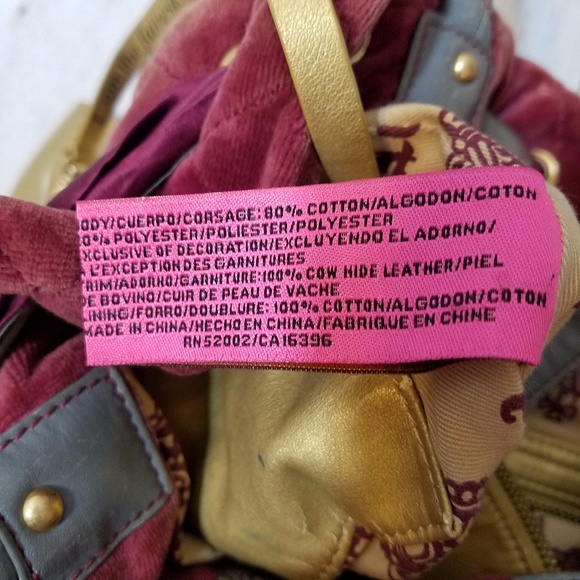 ODY/CUERPO/CORSAGE: 80% COTTON/ALGODON/COTON
0% POLYESTER/POLIESTER/POLYESTER
XCLUSIVE OF DECORATION/EXCLUYENDO EL ADORNO/
A L'EXCEPTION DES GARNITURES
RIM/ADORNO/GARNITURE:100% COW HIDE LEATHER/PIEL
DE BOVINO/CUIR DE PEAU DE VACHE
LINING/FORRO/DOUBLURE: 100% COTTON/ALGODON/COTON
MADE IN CHINA/HECHO EN CHINA/FABRIQUE EN CHINE
RN52002/CA16396